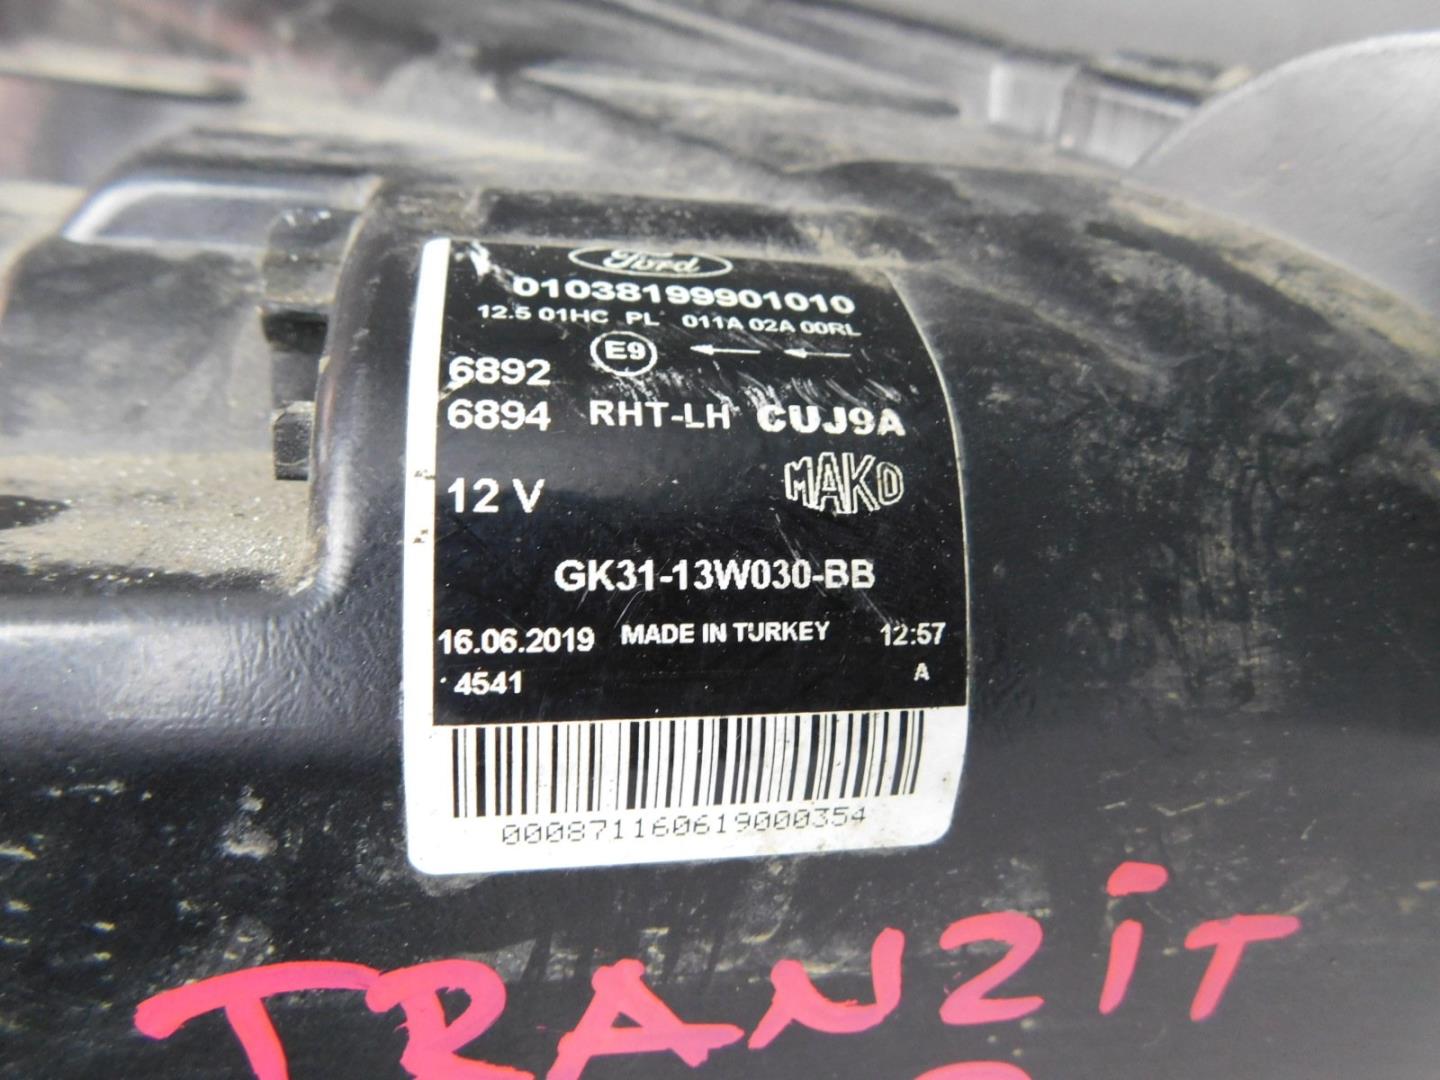 Ford
01038199901010
12.5 01HC PL 011A 02A 00RL
E9
6892
6894 RHT-LH CUJ9A
12 V MAKO
GK31-13W030-BB
16.06.2019 MADE IN TURKEY 12:57
4541 A
000871160619000354
TRANZİT